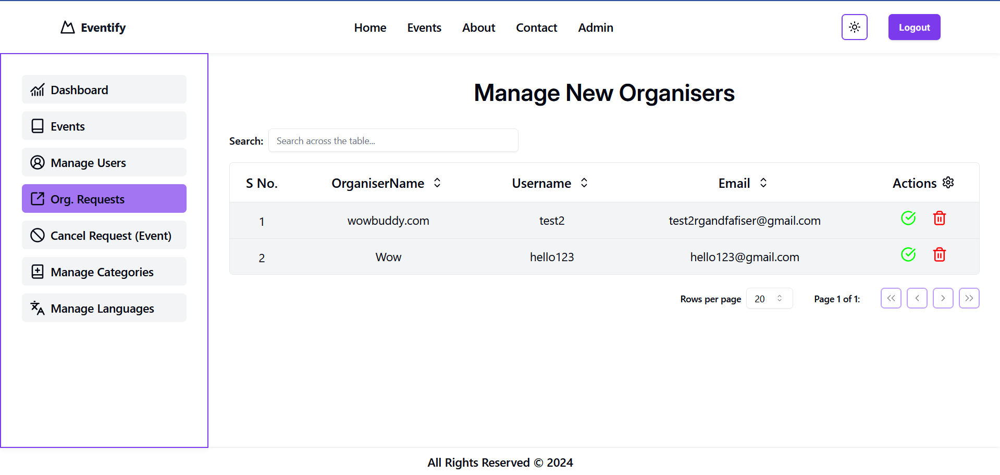 Eventify
Home Events About Contact Admin
Logout
Dashboard
Events
Manage Users
Org. Requests
Cancel Request (Event)
Manage Categories
Manage Languages
Manage New Organisers
Search: Search across the table...
S No. OrganiserName Username Email Actions
1 wowbuddy.com test2 test2rgandfafiser@gmail.com
2 Wow hello123 hello123@gmail.com
Rows per page 20 Page 1 of 1:
All Rights Reserved © 2024